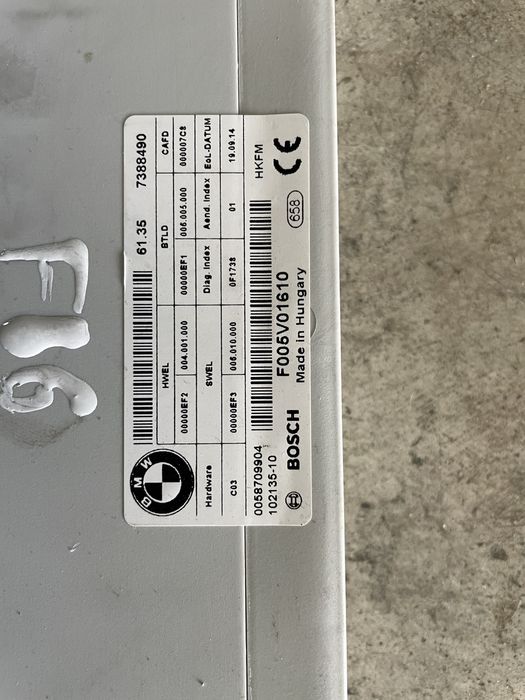 F06
BMW
61.35 7388490
HWEL BTLD CAFD
00000EF2 004.001.000 00000EF1 006.005.000 000007C8
Hardware SWEL Diag. Index Aend. Index EoL-DATUM
C03 00000EF3 006.010.000 0F1738 01 19.09.14
0058709904
102135-10
HKFM
BOSCH F005V01610
Made in Hungary
658
CE